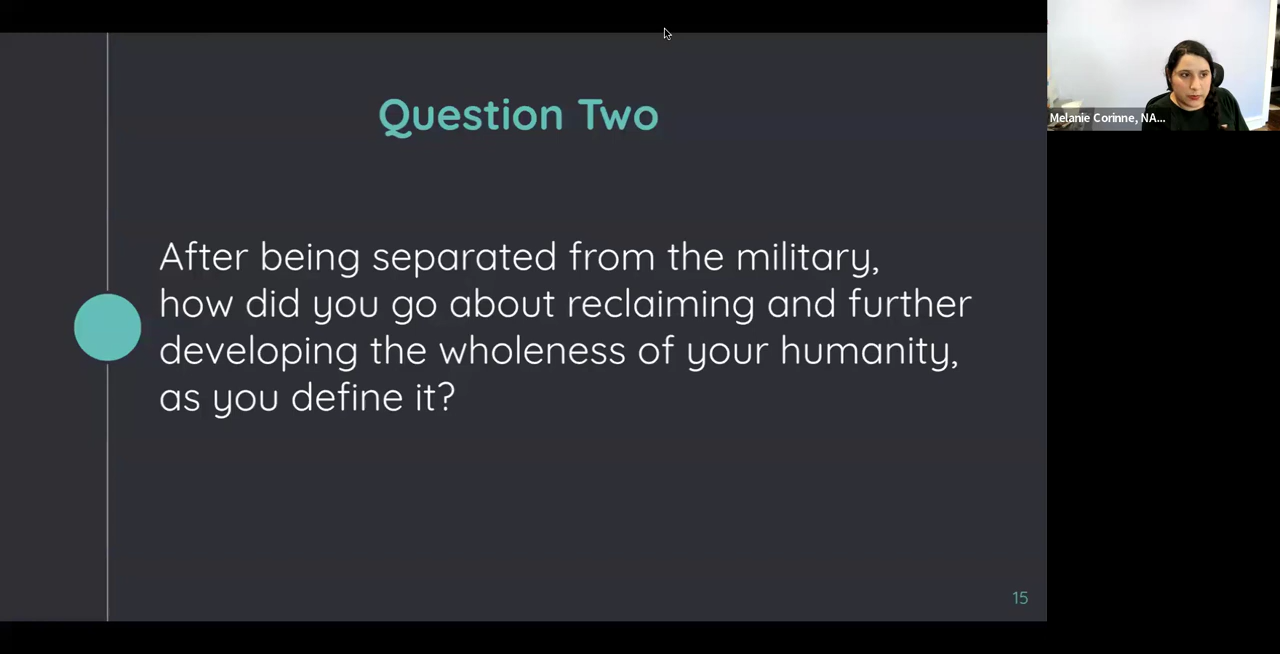 Question Two
After being separated from the military,
how did you go about reclaiming and further
developing the wholeness of your humanity,
as you define it?
15
Melanie Corinne, NA...